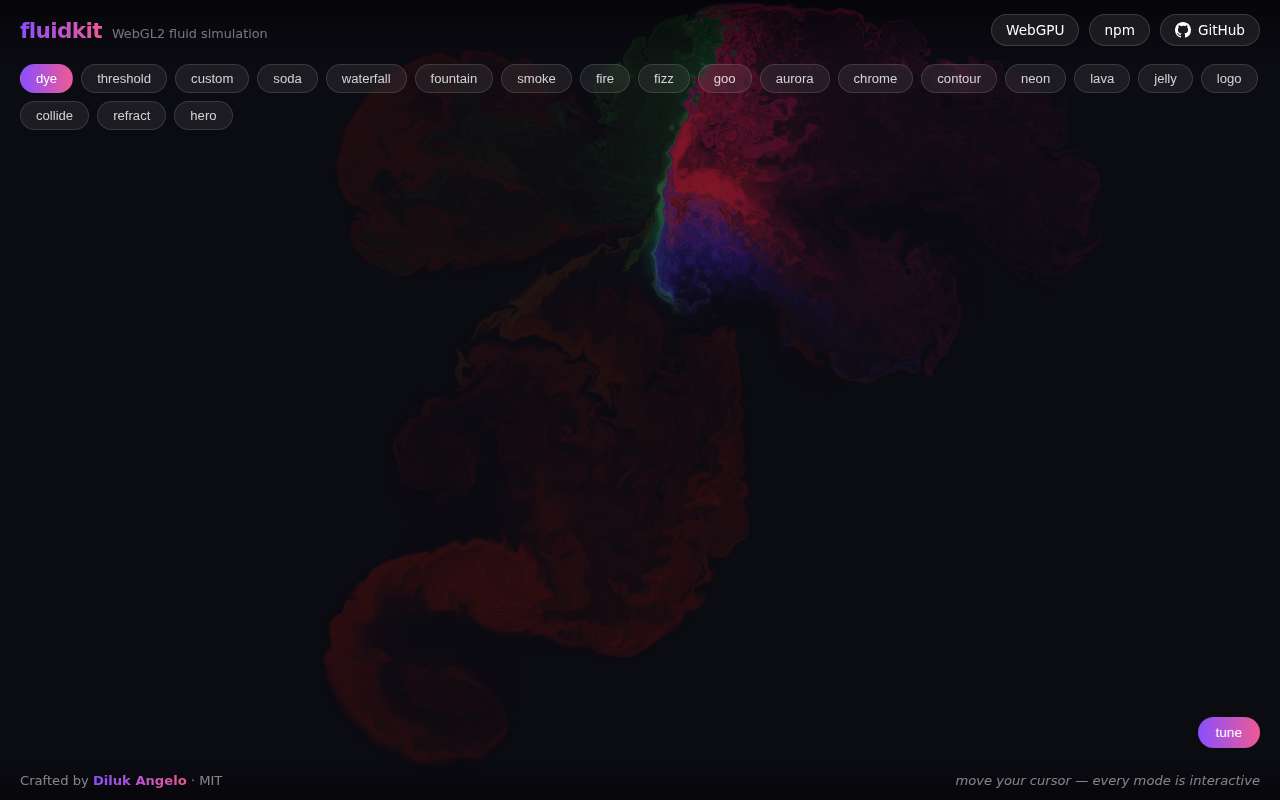 fluidkit WebGL2 fluid simulation WebGPU npm GitHub
dye threshold custom soda waterfall fountain smoke fire fizz goo aurora chrome contour neon lava jelly logo
collide refract hero
tune
Crafted by Diluk Angelo · MIT move your cursor — every mode is interactive